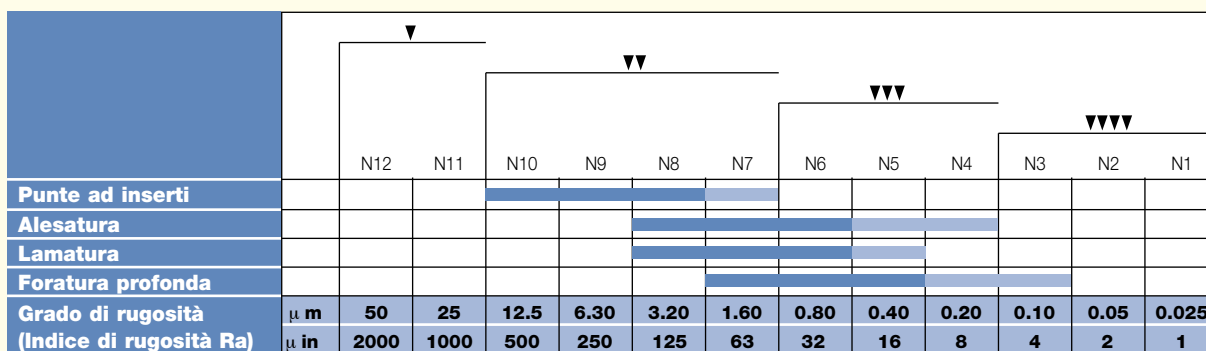 N12 N11 N10 N9 N8 N7 N6 N5 N4 N3 N2 N1
Punte ad inserti
Alesatura
Lamatura
Foratura profonda
Grado di rugosità μ m 50 25 12.5 6.30 3.20 1.60 0.80 0.40 0.20 0.10 0.05 0.025
(Indice di rugosità Ra) μ in 2000 1000 500 250 125 63 32 16 8 4 2 1